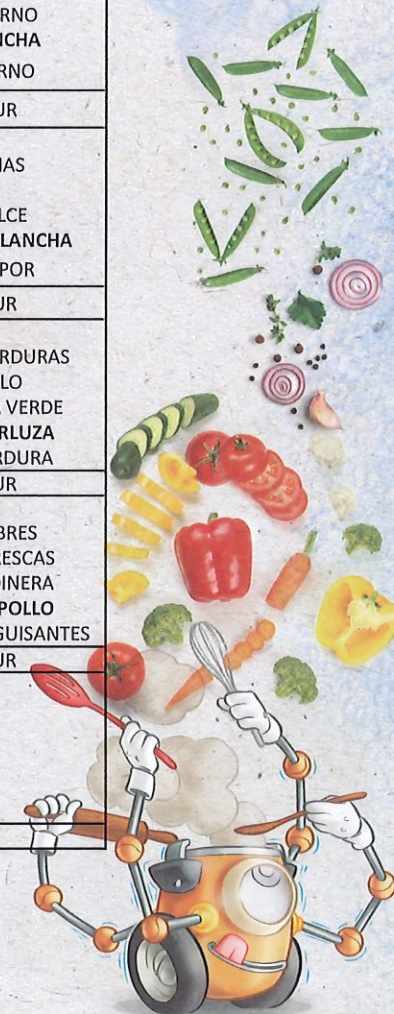 RNO
NCHA
RNO
UR
IAS
LCE
LANCHA
POR
UR
RDURAS
LO
VERDE
RLUZA
RDURA
UR
BRES
RESCAS
DINERA
POLLO
GUISANTES
UR